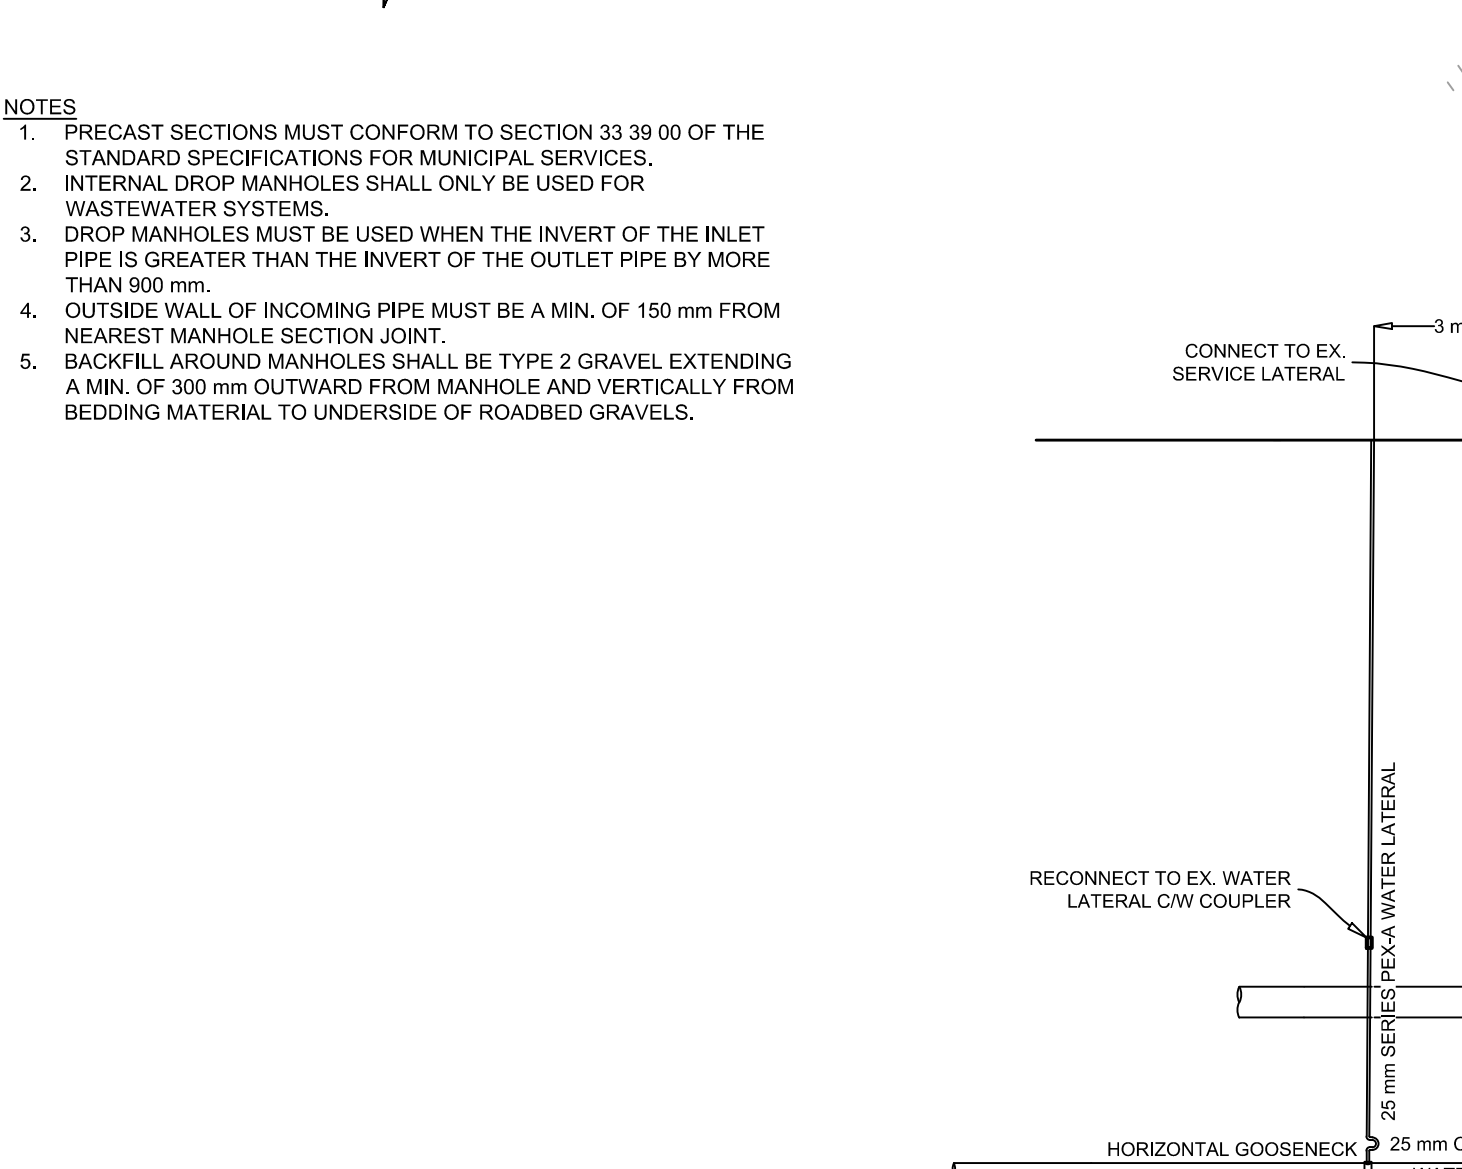 NOTES
1. PRECAST SECTIONS MUST CONFORM TO SECTION 33 39 00 OF THE
STANDARD SPECIFICATIONS FOR MUNICIPAL SERVICES.
2. INTERNAL DROP MANHOLES SHALL ONLY BE USED FOR
WASTEWATER SYSTEMS.
3. DROP MANHOLES MUST BE USED WHEN THE INVERT OF THE INLET
PIPE IS GREATER THAN THE INVERT OF THE OUTLET PIPE BY MORE
THAN 900 mm.
4. OUTSIDE WALL OF INCOMING PIPE MUST BE A MIN. OF 150 mm FROM
NEAREST MANHOLE SECTION JOINT.
5. BACKFILL AROUND MANHOLES SHALL BE TYPE 2 GRAVEL EXTENDING
A MIN. OF 300 mm OUTWARD FROM MANHOLE AND VERTICALLY FROM
BEDDING MATERIAL TO UNDERSIDE OF ROADBED GRAVELS.
3 m
CONNECT TO EX.
SERVICE LATERAL
RECONNECT TO EX. WATER
LATERAL C/W COUPLER
25 mm SERIES PEX-A WATER LATERAL
HORIZONTAL GOOSENECK
25 mm